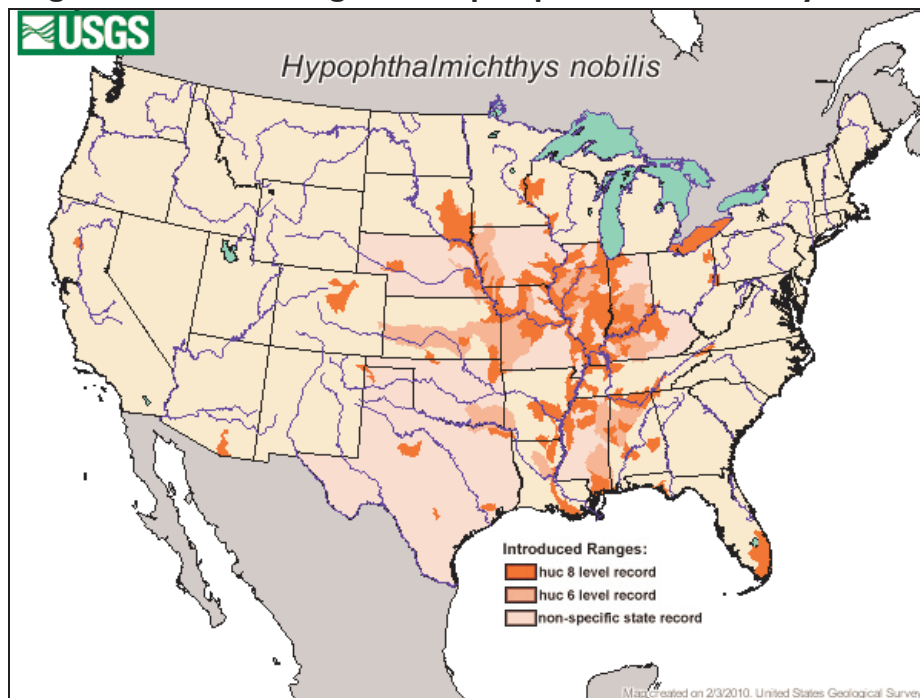 USGS
Hypophthalmichthys nobilis
Introduced Ranges:
huc 8 level record
huc 6 level record
non-specific state record
Map created on 2/3/2010. United States Geological Surve